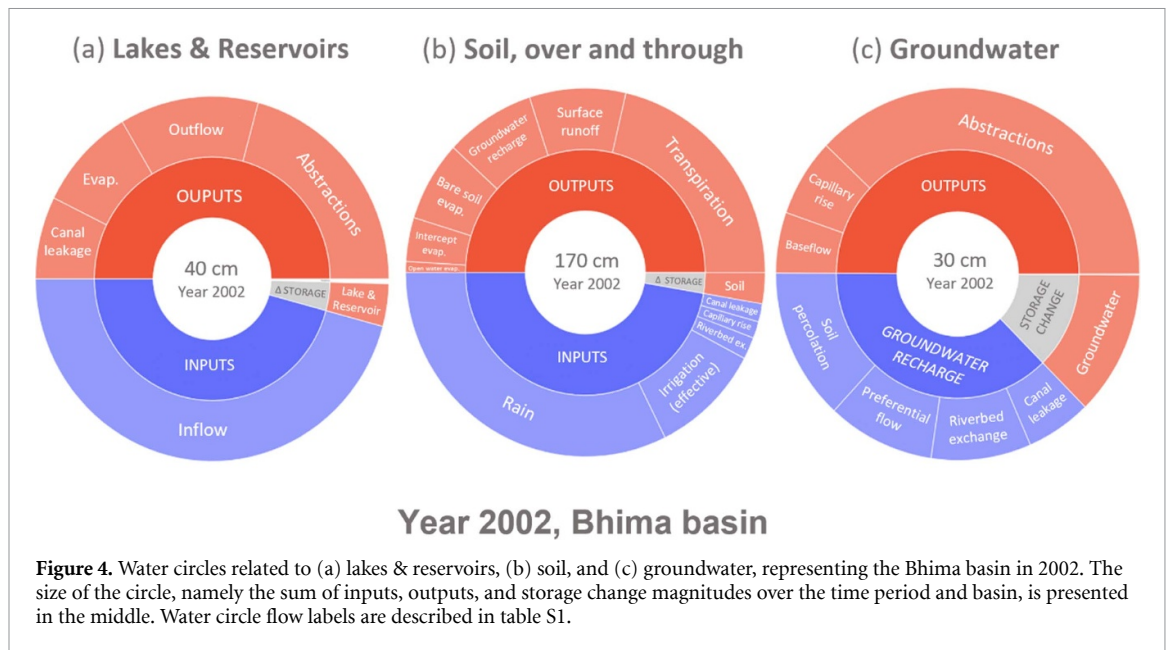 (a) Lakes & Reservoirs
Outflow
Abstractions
Evap.
Canal
leakage
OUPUTS
40 cm
Year 2002
Δ STORAGE
Lake &
Reservoir
INPUTS
Inflow
(b) Soil, over and through
Surface
runoff
Groundwater
recharge
Transpiration
Bare soil
evap.
Intercept
evap.
Open water evap.
OUTPUTS
170 cm
Year 2002
Δ STORAGE
Soil
Canal leakage
Capillary rise
Riverbed ex.
INPUTS
Irrigation
(effective)
Rain
(c) Groundwater
Abstractions
Capillary
rise
Baseflow
OUTPUTS
30 cm
Year 2002
STORAGE
CHANGE
Groundwater
GROUNDWATER
RECHARGE
Soil
percolation
Preferential
flow
Riverbed
exchange
Canal
leakage
Year 2002, Bhima basin
Figure 4. Water circles related to (a) lakes & reservoirs, (b) soil, and (c) groundwater, representing the Bhima basin in 2002. The
size of the circle, namely the sum of inputs, outputs, and storage change magnitudes over the time period and basin, is presented
in the middle. Water circle flow labels are described in table S1.